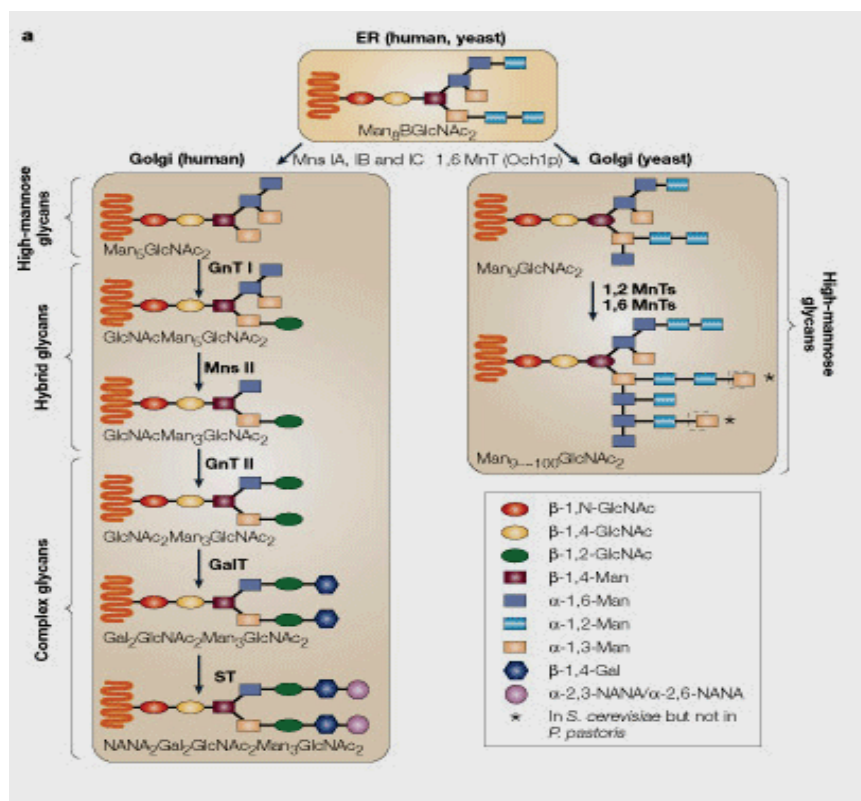 a
ER (human, yeast)
Man8BGlcNAc2
Golgi (human)
Mns IA, IB and IC
1,6 MnT (Och1p)
Golgi (yeast)
High-mannose
glycans
Man5GlcNAc2
GnT I
Hybrid glycans
GlcNAcMan5GlcNAc2
Mns II
GlcNAcMan3GlcNAc2
GnT II
Complex glycans
GlcNAc2Man3GlcNAc2
GalT
Gal2GlcNAc2Man3GlcNAc2
ST
NANA2Gal2GlcNAc2Man3GlcNAc2
Man9GlcNAc2
1,2 MnTs
1,6 MnTs
High-mannose
glycans
*
*
Man9---100GlcNAc2
β-1,N-GlcNAc
β-1,4-GlcNAc
β-1,2-GlcNAc
β-1,4-Man
α-1,6-Man
α-1,2-Man
α-1,3-Man
β-1,4-Gal
α-2,3-NANA/α-2,6-NANA
* In S. cerevisiae but not in
P. pastoris